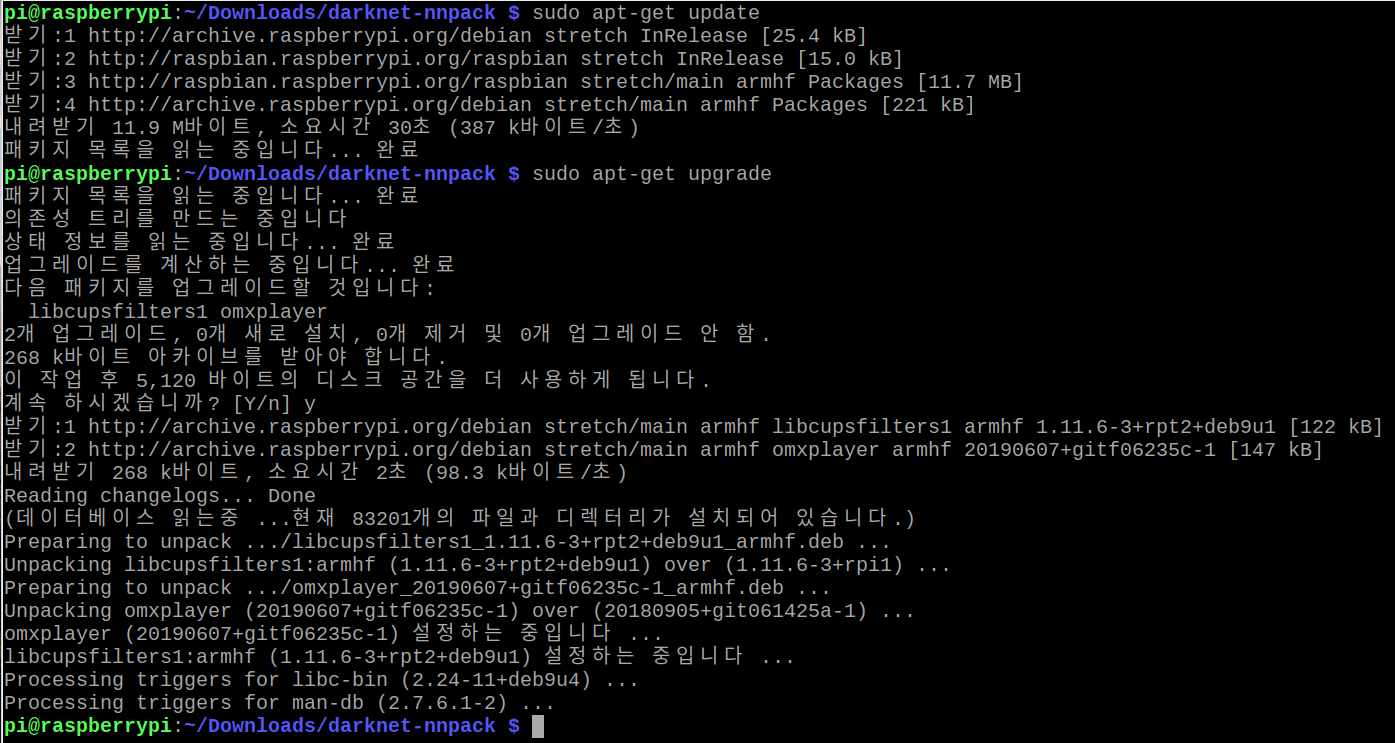 pi@raspberrypi:~/Downloads/darknet-nnpack $ sudo apt-get update
받기:1 http://archive.raspberrypi.org/debian stretch InRelease [25.4 kB]
받기:2 http://raspbian.raspberrypi.org/raspbian stretch InRelease [15.0 kB]
받기:3 http://raspbian.raspberrypi.org/raspbian stretch/main armhf Packages [11.7 MB]
받기:4 http://archive.raspberrypi.org/debian stretch/main armhf Packages [221 kB]
내려받기 11.9 M바이트, 소요시간 30초 (387 k바이트/초)
패키지 목록을 읽는 중입니다... 완료
pi@raspberrypi:~/Downloads/darknet-nnpack $ sudo apt-get upgrade
패키지 목록을 읽는 중입니다... 완료
의존성 트리를 만드는 중입니다
상태 정보를 읽는 중입니다... 완료
업그레이드를 계산하는 중입니다... 완료
다음 패키지를 업그레이드할 것입니다:
  libcupsfilters1 omxplayer
2개 업그레이드, 0개 새로 설치, 0개 제거 및 0개 업그레이드 안 함.
268 k바이트 아카이브를 받아야 합니다.
이 작업 후 5,120 바이트의 디스크 공간을 더 사용하게 됩니다.
계속 하시겠습니까? [Y/n] y
받기:1 http://archive.raspberrypi.org/debian stretch/main armhf libcupsfilters1 armhf 1.11.6-3+rpt2+deb9u1 [122 kB]
받기:2 http://archive.raspberrypi.org/debian stretch/main armhf omxplayer armhf 20190607+gitf06235c-1 [147 kB]
내려받기 268 k바이트, 소요시간 2초 (98.3 k바이트/초)
Reading changelogs... Done
(데이터베이스 읽는중 ...현재 83201개의 파일과 디렉터리가 설치되어 있습니다.)
Preparing to unpack .../libcupsfilters1_1.11.6-3+rpt2+deb9u1_armhf.deb ...
Unpacking libcupsfilters1:armhf (1.11.6-3+rpt2+deb9u1) over (1.11.6-3+rpi1) ...
Preparing to unpack .../omxplayer_20190607+gitf06235c-1_armhf.deb ...
Unpacking omxplayer (20190607+gitf06235c-1) over (20180905+git061425a-1) ...
omxplayer (20190607+gitf06235c-1) 설정하는 중입니다 ...
libcupsfilters1:armhf (1.11.6-3+rpt2+deb9u1) 설정하는 중입니다 ...
Processing triggers for libc-bin (2.24-11+deb9u4) ...
Processing triggers for man-db (2.7.6.1-2) ...
pi@raspberrypi:~/Downloads/darknet-nnpack $